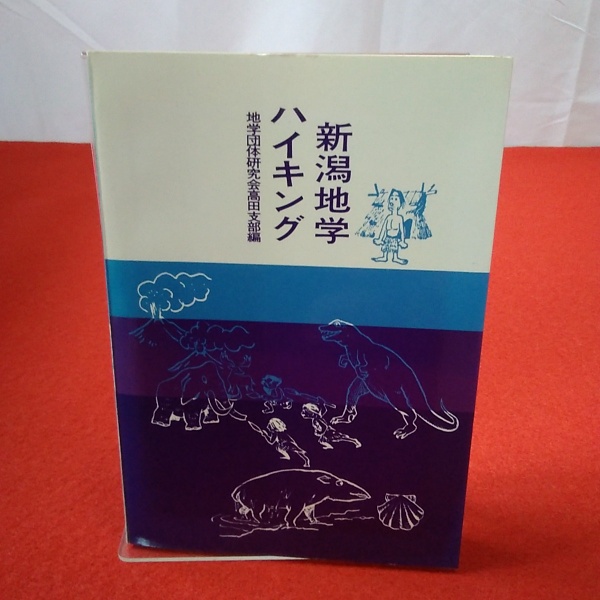 新潟地学
ハイキング
地学団体研究会高田支部編